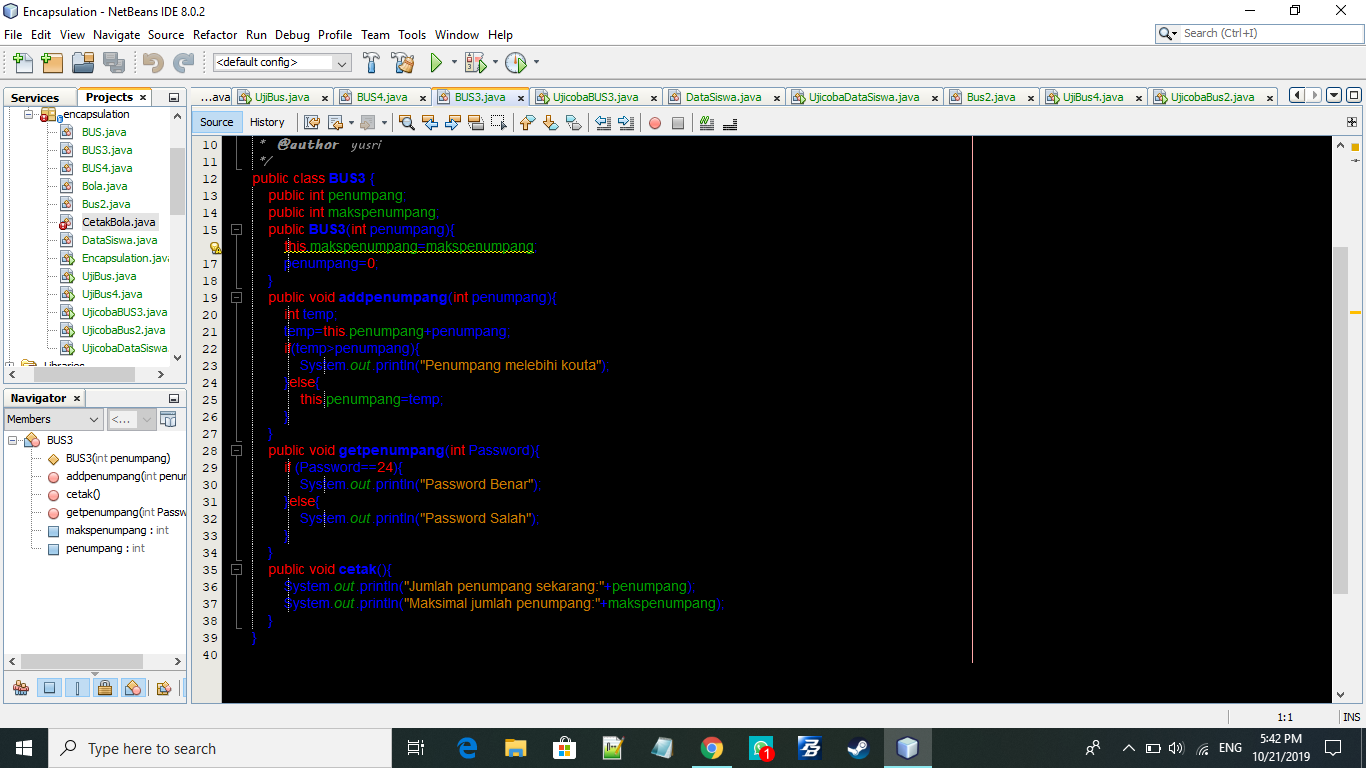 Encapsulation - NetBeans IDE 8.0.2
File Edit View Navigate Source Refactor Run Debug Profile Team Tools Window Help
Search (Ctrl+I)
<default config>
Services Projects
...ava UjiBus.java BUS4.java BUS3.java UjicobaBUS3.java DataSiswa.java UjicobaDataSiswa.java Bus2.java UjiBus4.java UjicobaBus2.java
Source History
encapsulation
BUS.java
BUS3.java
BUS4.java
Bola.java
Bus2.java
CetakBola.java
DataSiswa.java
Encapsulation.java
UjiBus.java
UjiBus4.java
UjicobaBUS3.java
UjicobaBus2.java
UjicobaDataSiswa
Libraries
Navigator
Members <...
BUS3
BUS3(int penumpang)
addpenumpang(int penu
cetak()
getpenumpang(int Passw
makspenumpang : int
penumpang : int
10 * @author yusri
11 */
12 public class BUS3 {
13 public int penumpang;
14 public int makspenumpang;
15 public BUS3(int penumpang){
this.makspenumpang=makspenumpang;
17 penumpang=0;
18 }
19 public void addpenumpang(int penumpang){
20 int temp;
21 temp=this.penumpang+penumpang;
22 if(temp>penumpang){
23 System.out.println("Penumpang melebihi kouta");
24 }else{
25 this.penumpang=temp;
26 }
27 }
28 public void getpenumpang(int Password){
29 if (Password==24){
30 System.out.println("Password Benar");
31 }else{
32 System.out.println("Password Salah");
33 }
34 }
35 public void cetak(){
36 System.out.println("Jumlah penumpang sekarang:"+penumpang);
37 System.out.println("Maksimal jumlah penumpang:"+makspenumpang);
38 }
39 }
40
1:1 INS
Type here to search
1
ENG
5:42 PM
10/21/2019